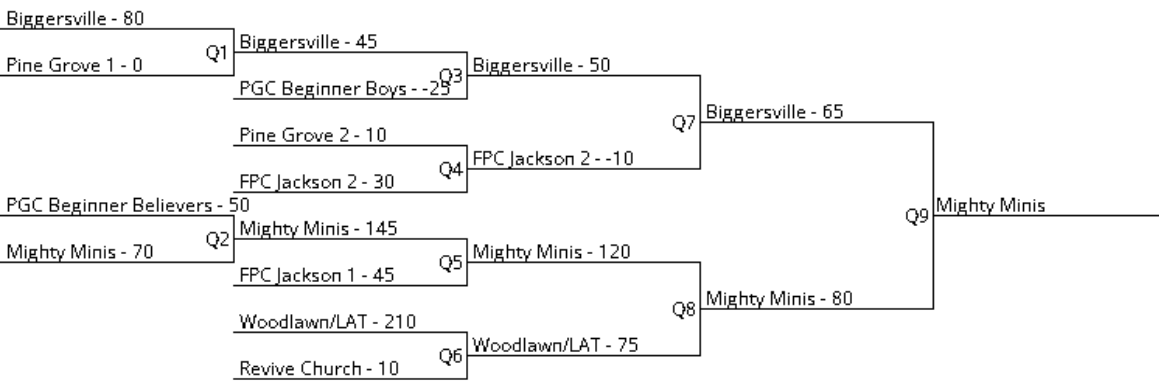 Biggersville - 80
Pine Grove 1 - 0
Q1
Biggersville - 45
PGC Beginner Boys - -25
Q3
Biggersville - 50
Pine Grove 2 - 10
FPC Jackson 2 - 30
Q4
FPC Jackson 2 - -10
Q7
Biggersville - 65
PGC Beginner Believers - 50
Mighty Minis - 70
Q2
Mighty Minis - 145
FPC Jackson 1 - 45
Q5
Mighty Minis - 120
Woodlawn/LAT - 210
Revive Church - 10
Q6
Woodlawn/LAT - 75
Q8
Mighty Minis - 80
Q9
Mighty Minis